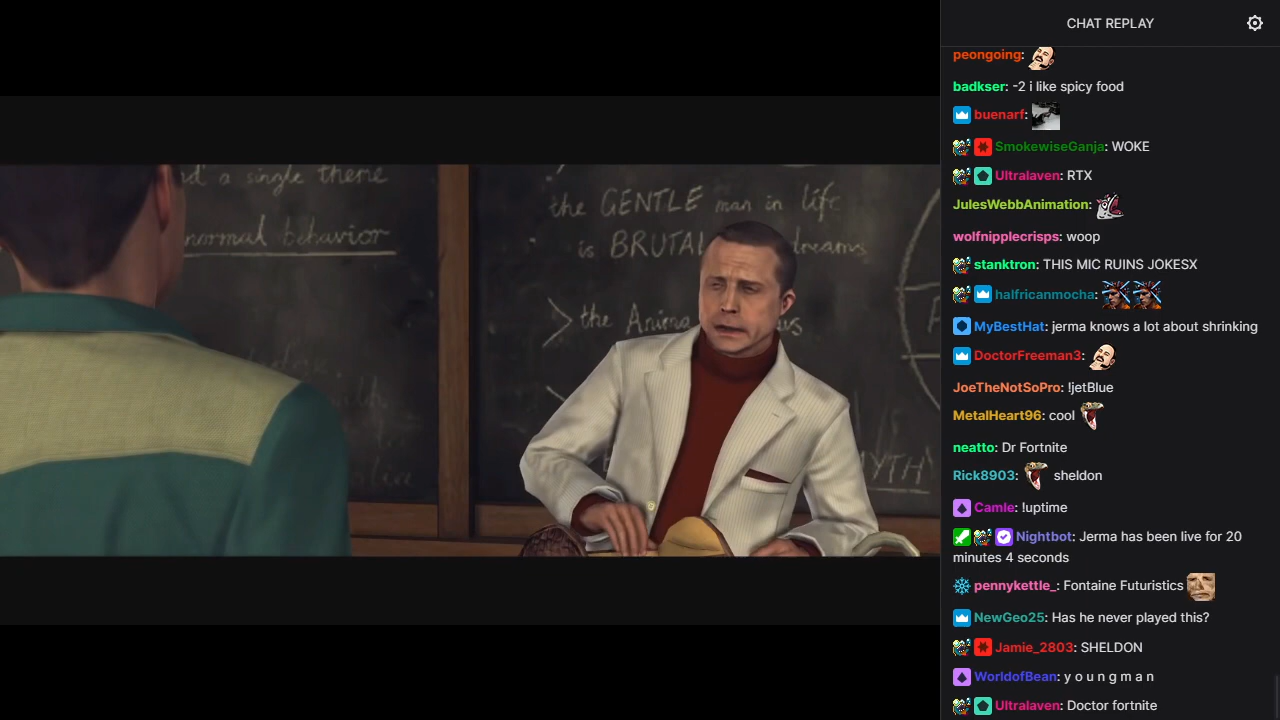 nd a single theme
normal behavior
the GENTLE man in life
is BRUTAL dreams
the Anima
CHAT REPLAY
peongoing:
badkser: -2 i like spicy food
buenarf:
SmokewiseGanja: WOKE
Ultralaven: RTX
JulesWebbAnimation:
wolfnipplecrisps: woop
stanktron: THIS MIC RUINS JOKESX
halfricanmocha:
MyBestHat: jerma knows a lot about shrinking
DoctorFreeman3:
JoeTheNotSoPro: !jetBlue
MetalHeart96: cool
neatto: Dr Fortnite
Rick8903: sheldon
Camle: !uptime
Nightbot: Jerma has been live for 20
minutes 4 seconds
pennykettle_: Fontaine Futuristics
NewGeo25: Has he never played this?
Jamie_2803: SHELDON
WorldofBean: y o u n g m a n
Ultralaven: Doctor fortnite